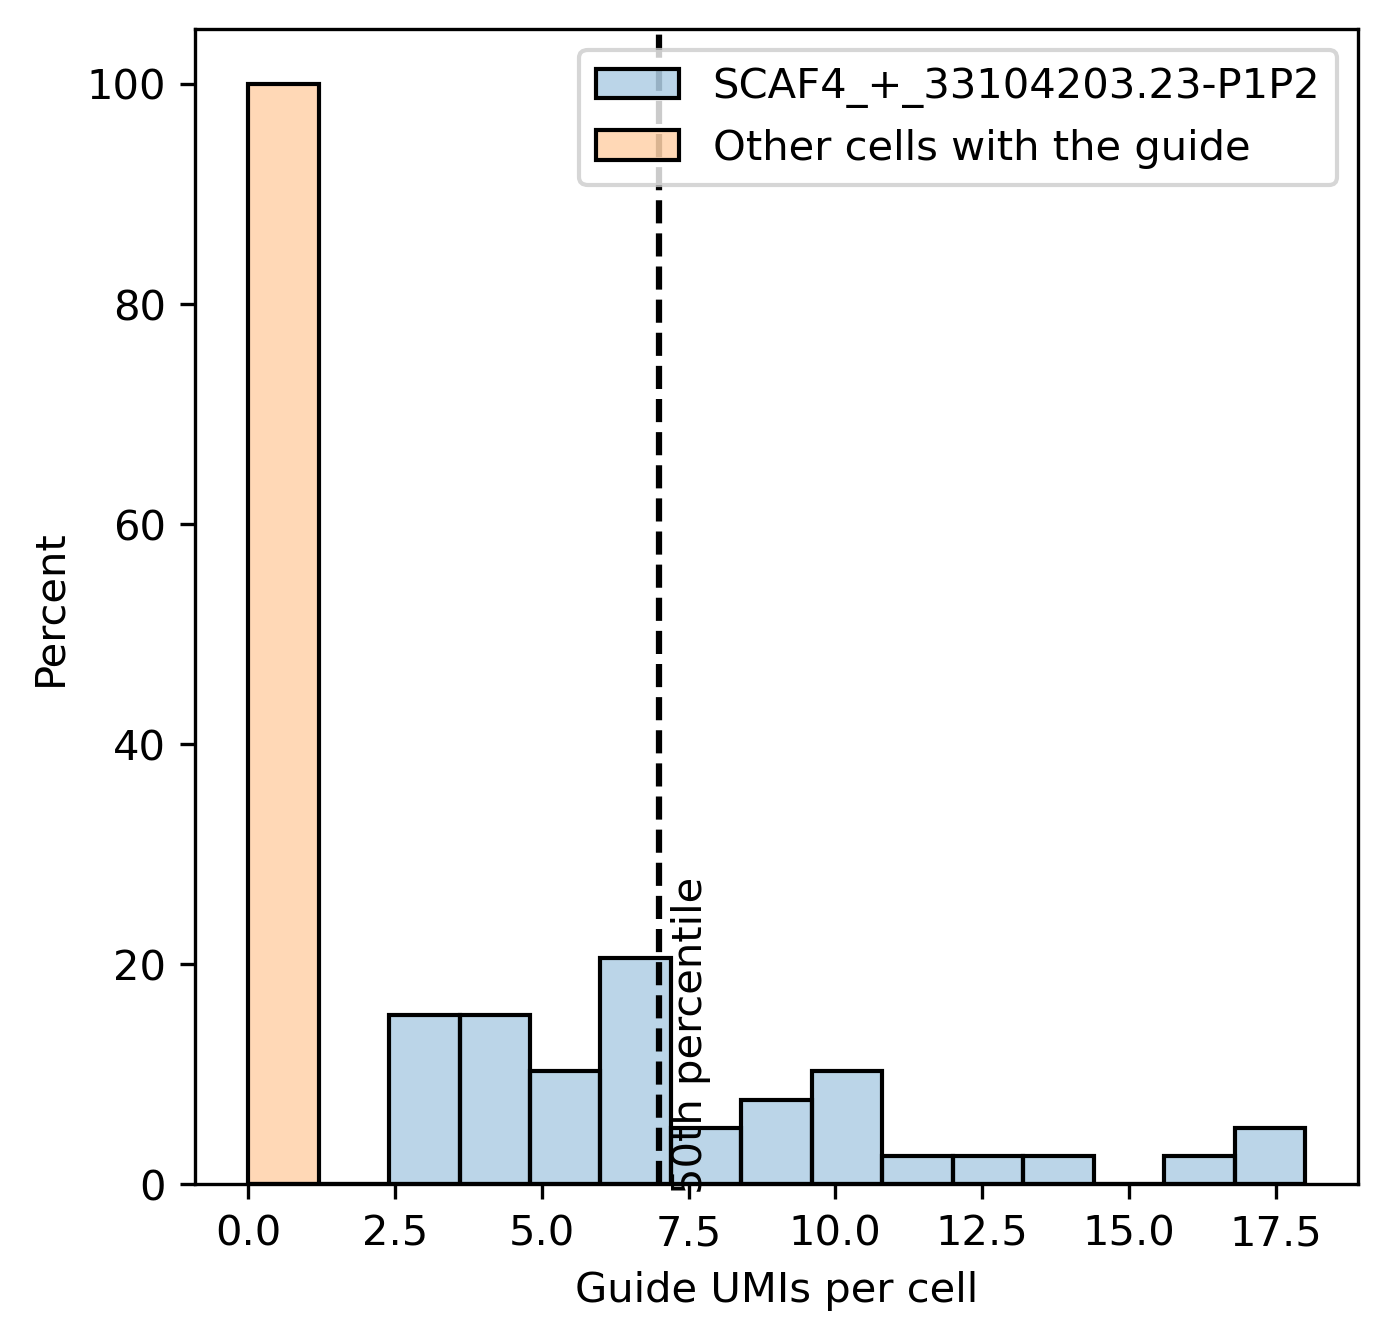 SCAF4_+_33104203.23-P1P2
Other cells with the guide
100
80
60
40
20
0
Percent
50th percentile
0.0 2.5 5.0 7.5 10.0 12.5 15.0 17.5
Guide UMIs per cell